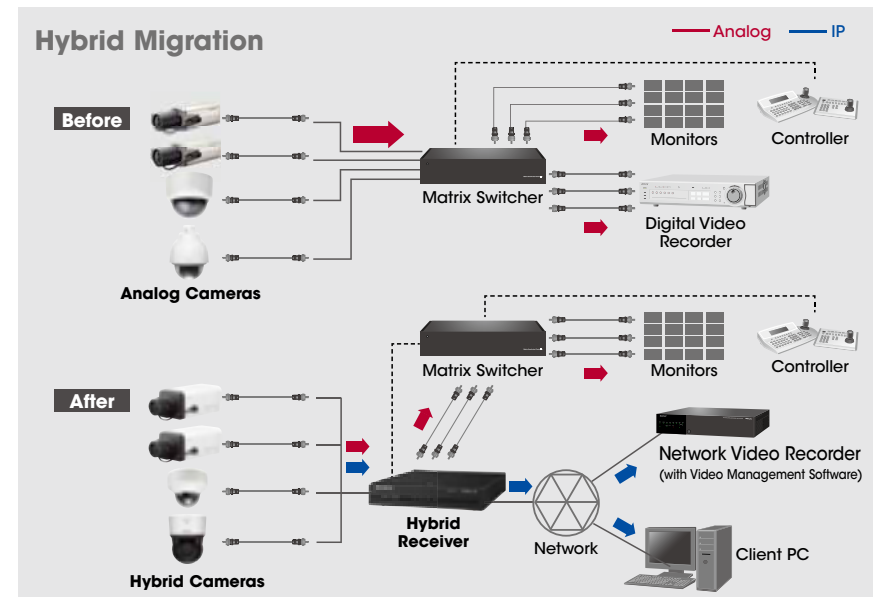 Hybrid Migration
Analog
IP
Before
Monitors
Controller
Matrix Switcher
Digital Video
Recorder
Analog Cameras
Matrix Switcher
Monitors
Controller
After
Network Video Recorder
(with Video Management Software)
Hybrid
Receiver
Network
Client PC
Hybrid Cameras